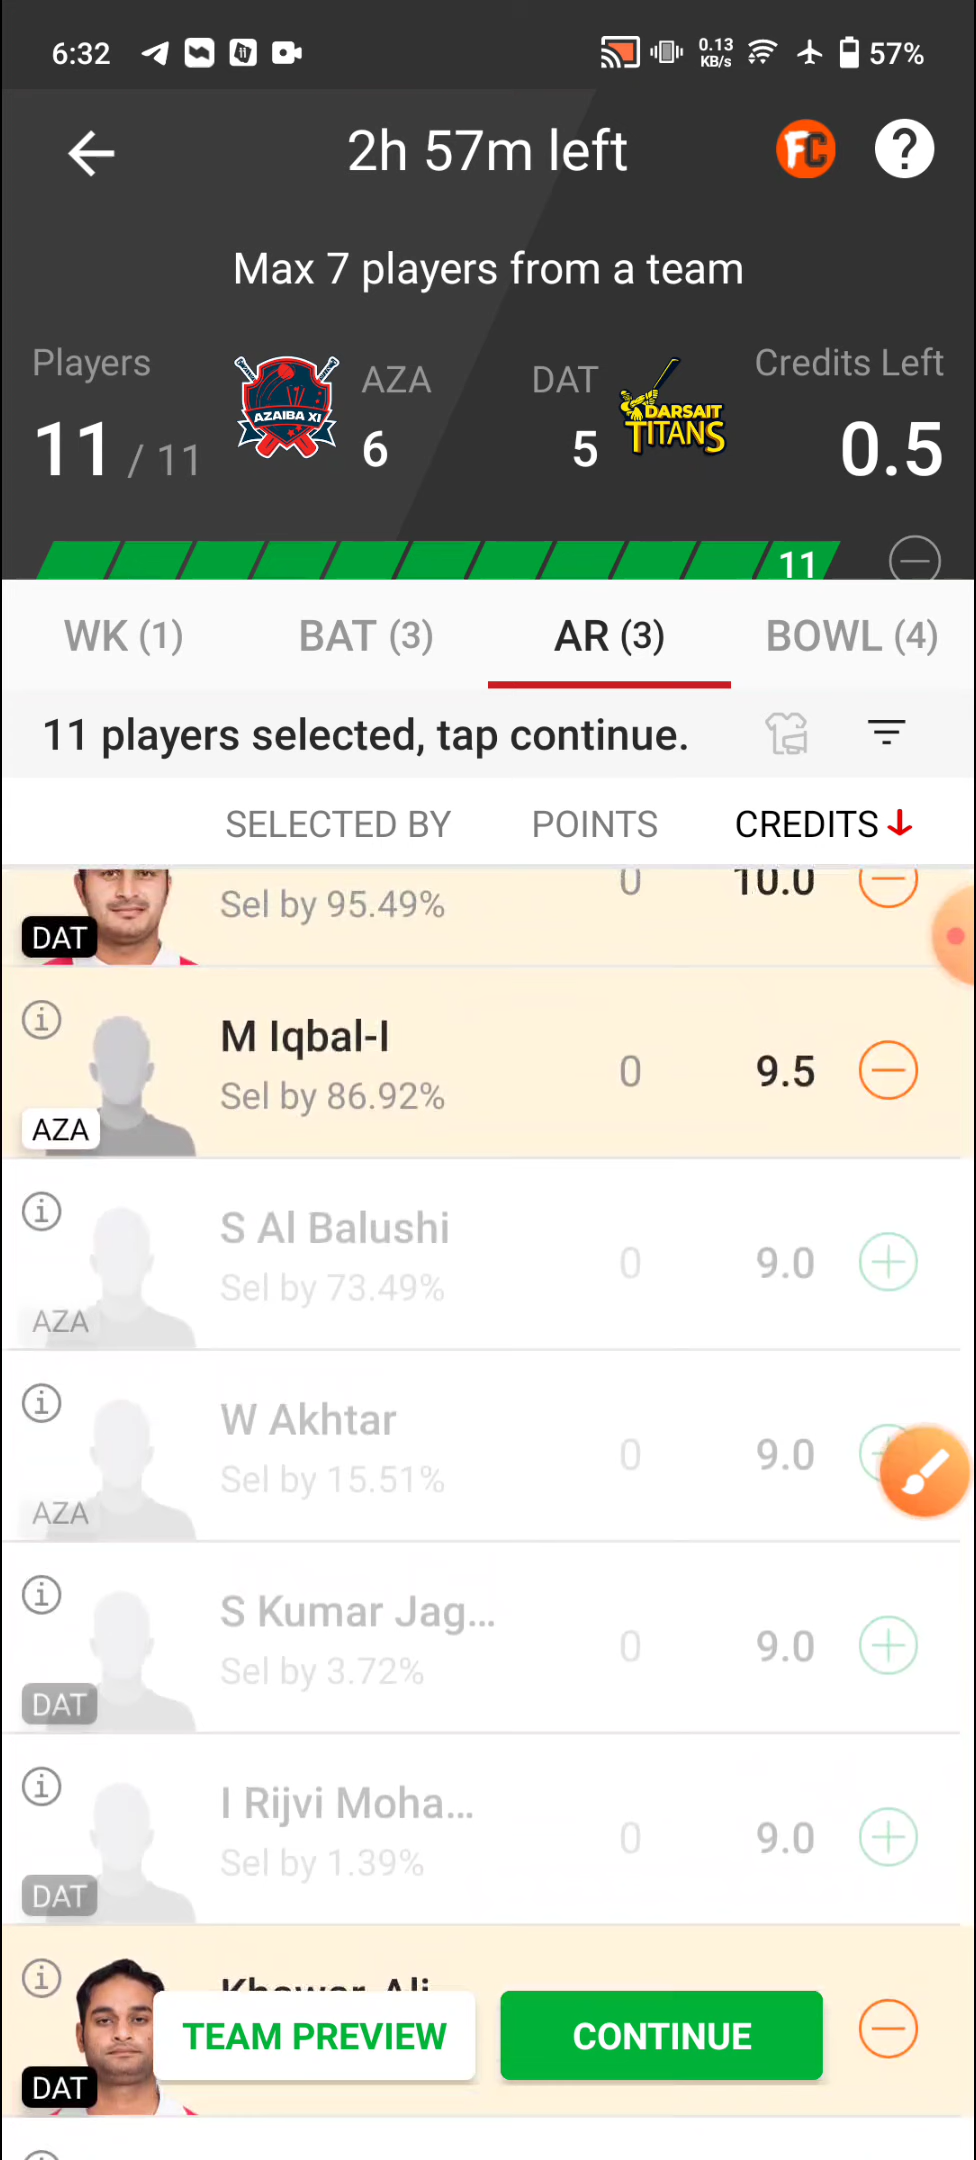 6:32 0.13 KB/s 57%
2h 57m left FC ?
Max 7 players from a team
Players AZA DAT Credits Left
AZAIBA XI DARSAIT TITANS
11 / 11 6 5 0.5
11
WK (1) BAT (3) AR (3) BOWL (4)
11 players selected, tap continue.
SELECTED BY POINTS CREDITS
Sel by 95.49% 0 10.0
DAT
M Iqbal-I
Sel by 86.92% 0 9.5
AZA
S Al Balushi
Sel by 73.49% 0 9.0
AZA
W Akhtar
Sel by 15.51% 0 9.0
AZA
S Kumar Jag...
Sel by 3.72% 0 9.0
DAT
I Rijvi Moha...
Sel by 1.39% 0 9.0
DAT
Khawar Ali
TEAM PREVIEW CONTINUE
DAT